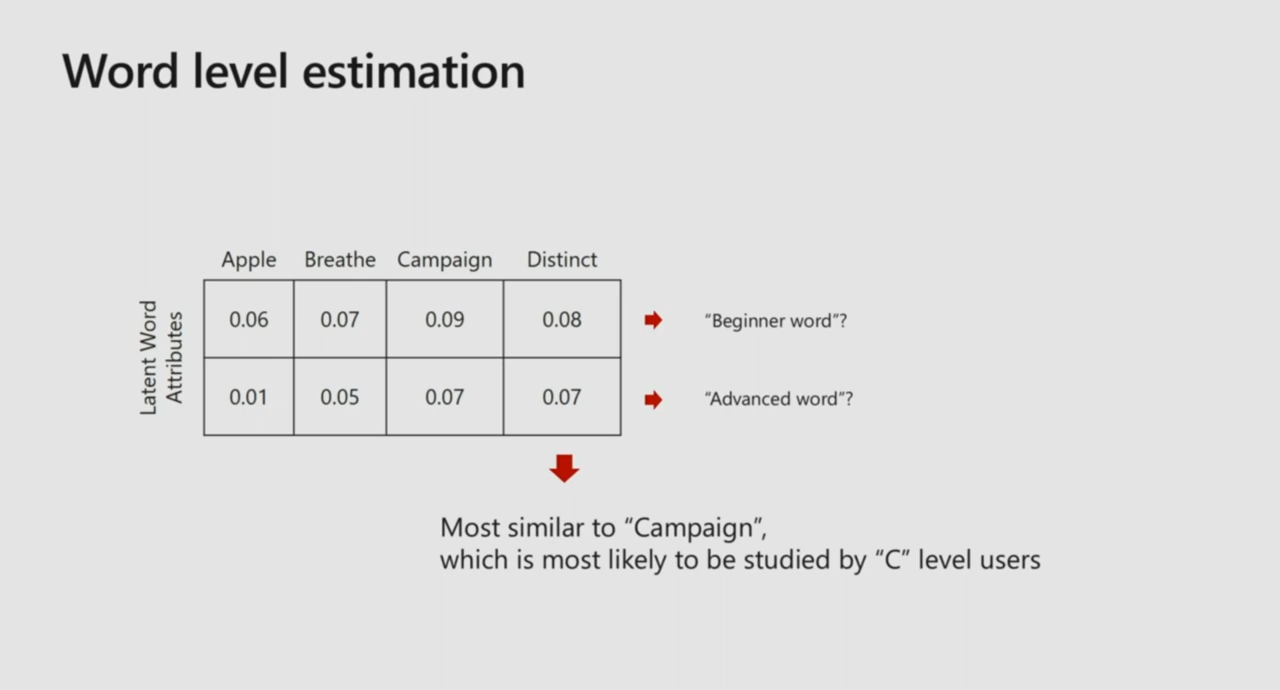 Word level estimation
Apple Breathe Campaign Distinct
Latent Word
Attributes
0.06 0.07 0.09 0.08 “Beginner word”?
0.01 0.05 0.07 0.07 “Advanced word”?
Most similar to “Campaign”,
which is most likely to be studied by “C” level users